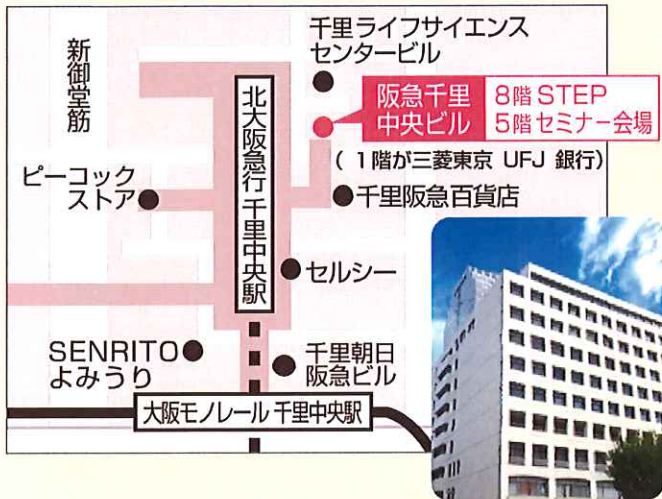 新御堂筋
千里ライフサイエンス
センタービル
阪急千里
中央ビル
8階 STEP
5階 セミナー会場
( 1階が三菱東京 UFJ 銀行)
北大阪急行 千里中央駅
ピーコック
ストア
千里阪急百貨店
セルシー
SENRITO
よみうり
千里朝日
阪急ビル
大阪モノレール 千里中央駅